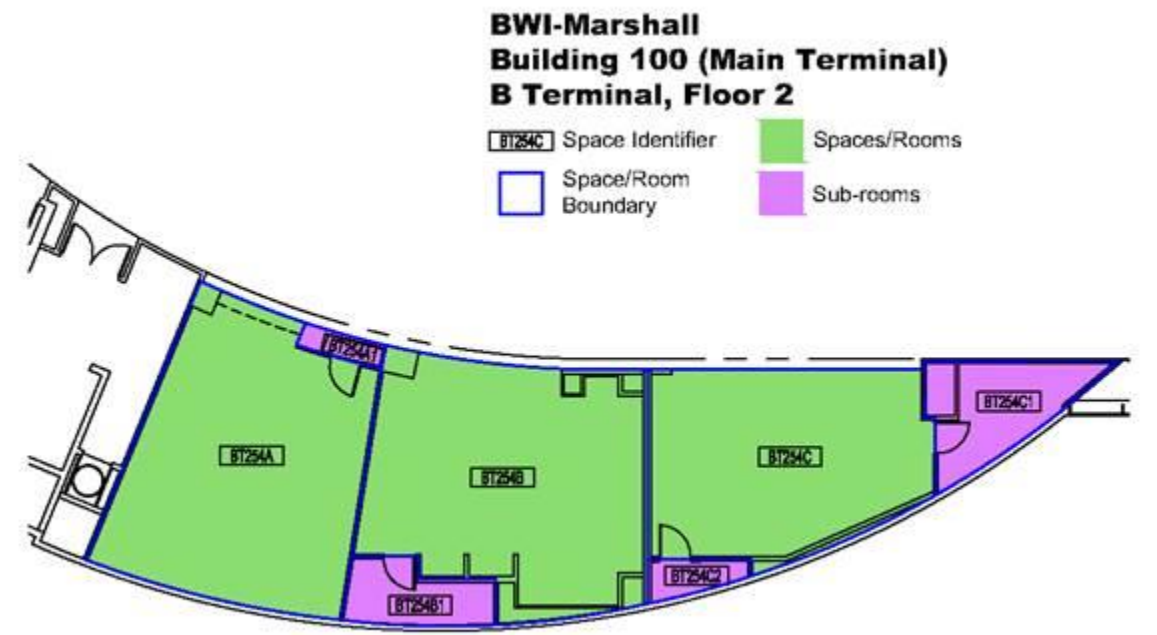 BWI-Marshall
Building 100 (Main Terminal)
B Terminal, Floor 2
BT254C Space Identifier
Spaces/Rooms
Space/Room
Boundary
Sub-rooms
BT254A1
BT254C1
BT254A
BT254B
BT254C
BT254C2
BT254B1